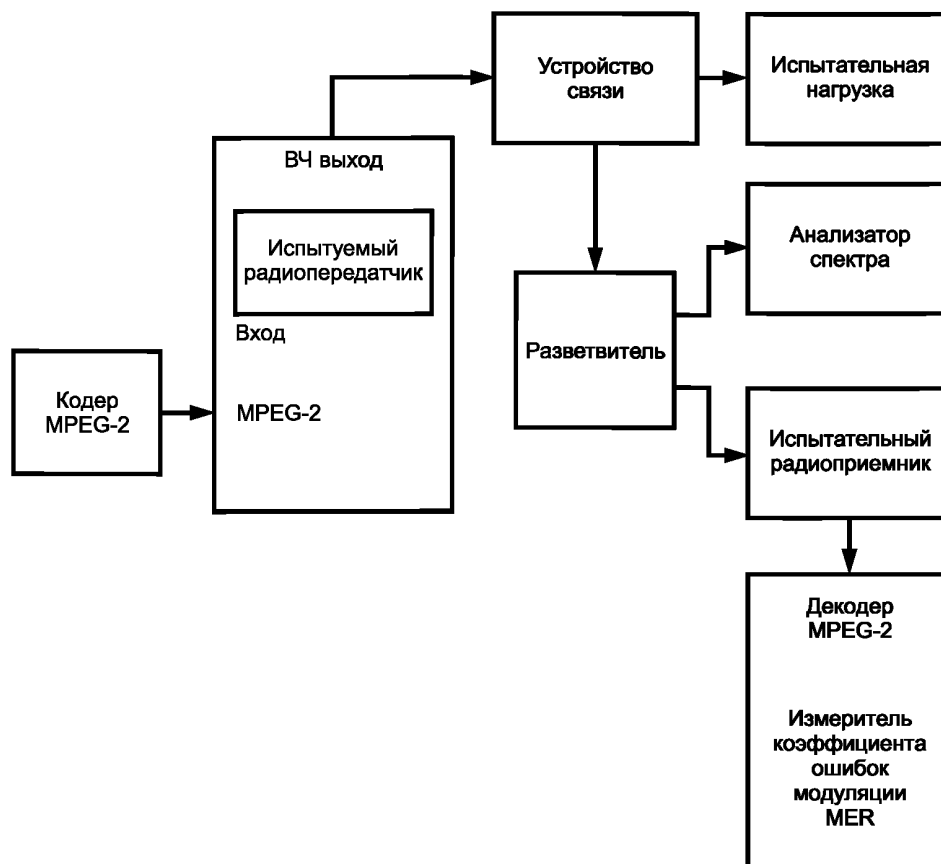 Устройство
связи
Испытательная
нагрузка
ВЧ выход
Испытуемый
радиопередатчик
Вход
MPEG-2
Кодер
MPEG-2
Разветвитель
Анализатор
спектра
Испытательный
радиоприемник
Декодер
MPEG-2
Измеритель
коэффициента
ошибок
модуляции
MER